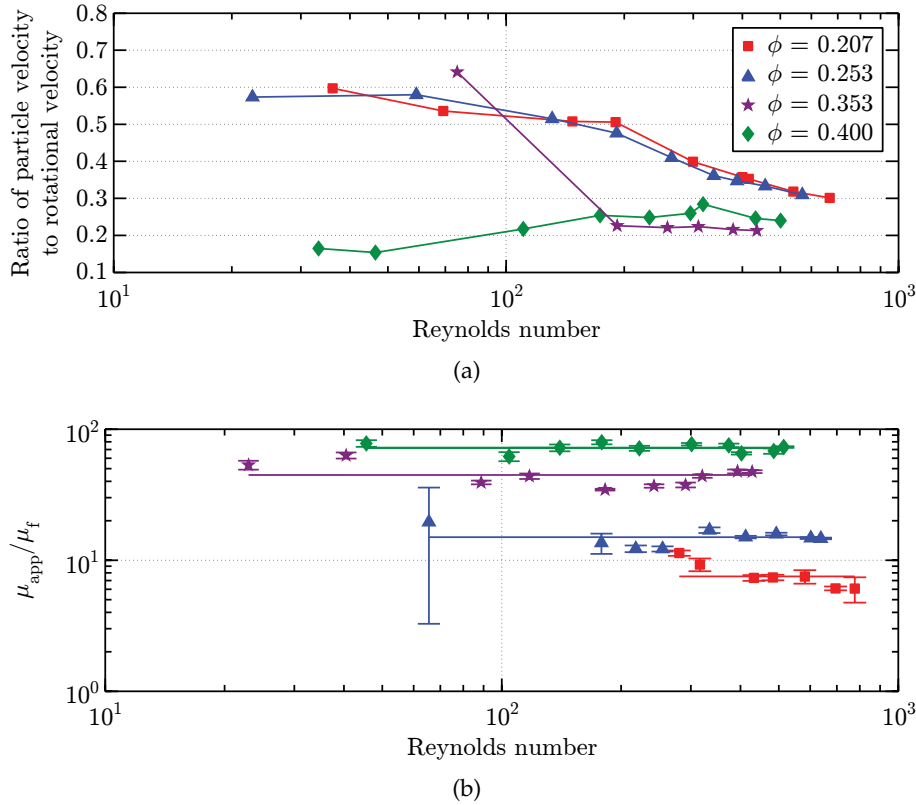 0.8
0.7
0.6
0.5
0.4
0.3
0.2
0.1
Ratio of particle velocity
to rotational velocity
ϕ = 0.207
ϕ = 0.253
ϕ = 0.353
ϕ = 0.400
10¹ 10² 10³
Reynolds number
(a)
10²
10¹
10⁰
μapp/μf
10¹ 10² 10³
Reynolds number
(b)